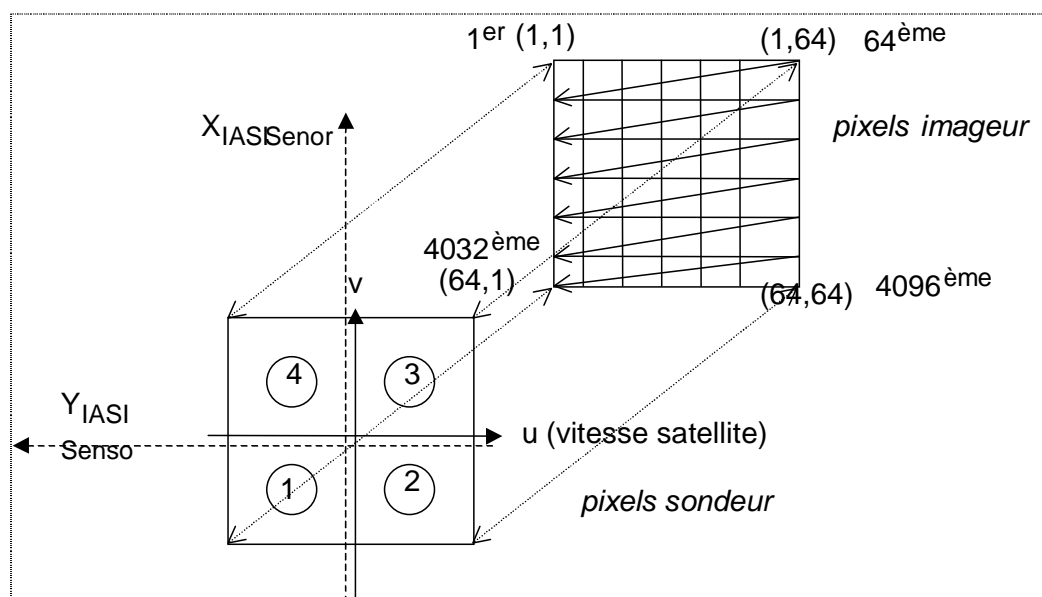 1er (1,1)
(1,64) 64ème
XIASISenor
pixels imageur
4032ème
(64,1)
v
(64,64) 4096ème
4 3
YIASI
Senso
u (vitesse satellite)
1 2
pixels sondeur